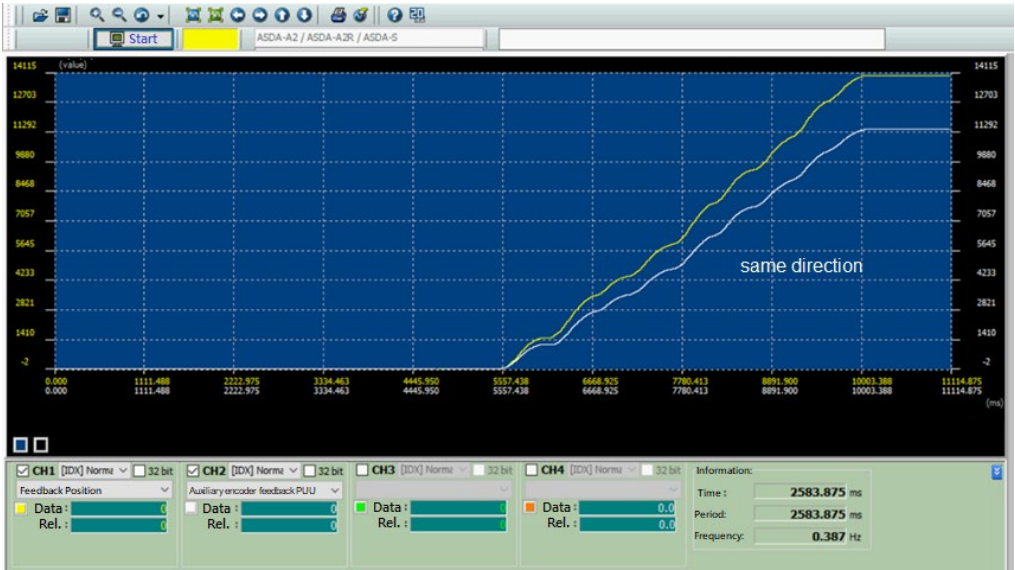 Start
ASDA-A2 / ASDA-A2R / ASDA-S
14115 (value) 14115
12703 12703
11292 11292
9880 9880
8468 8468
7057 7057
5645 5645
same direction
4233 4233
2821 2821
1410 1410
-2 -2
0.000 1111.488 2222.975 3334.463 4445.950 5557.438 6668.925 7780.413 8891.900 10003.388 11114.875
0.000 1111.488 2222.975 3334.463 4445.950 5557.438 6668.925 7780.413 8891.900 10003.388 11114.875
(ms)
CH1 [IDX] Norma 32 bit CH2 [IDX] Norma 32 bit CH3 [IDX] Norma 32 bit CH4 [IDX] Norma 32 bit Information:
Feedback Position Auxiliary encoder feedback PUU Time : 2583.875 ms
Data : 0 Data : 0 Data : 0 Data : 0.0 Period: 2583.875 ms
Rel. : 0 Rel. : 0 Rel. : 0 Rel. : 0.0 Frequency: 0.387 Hz